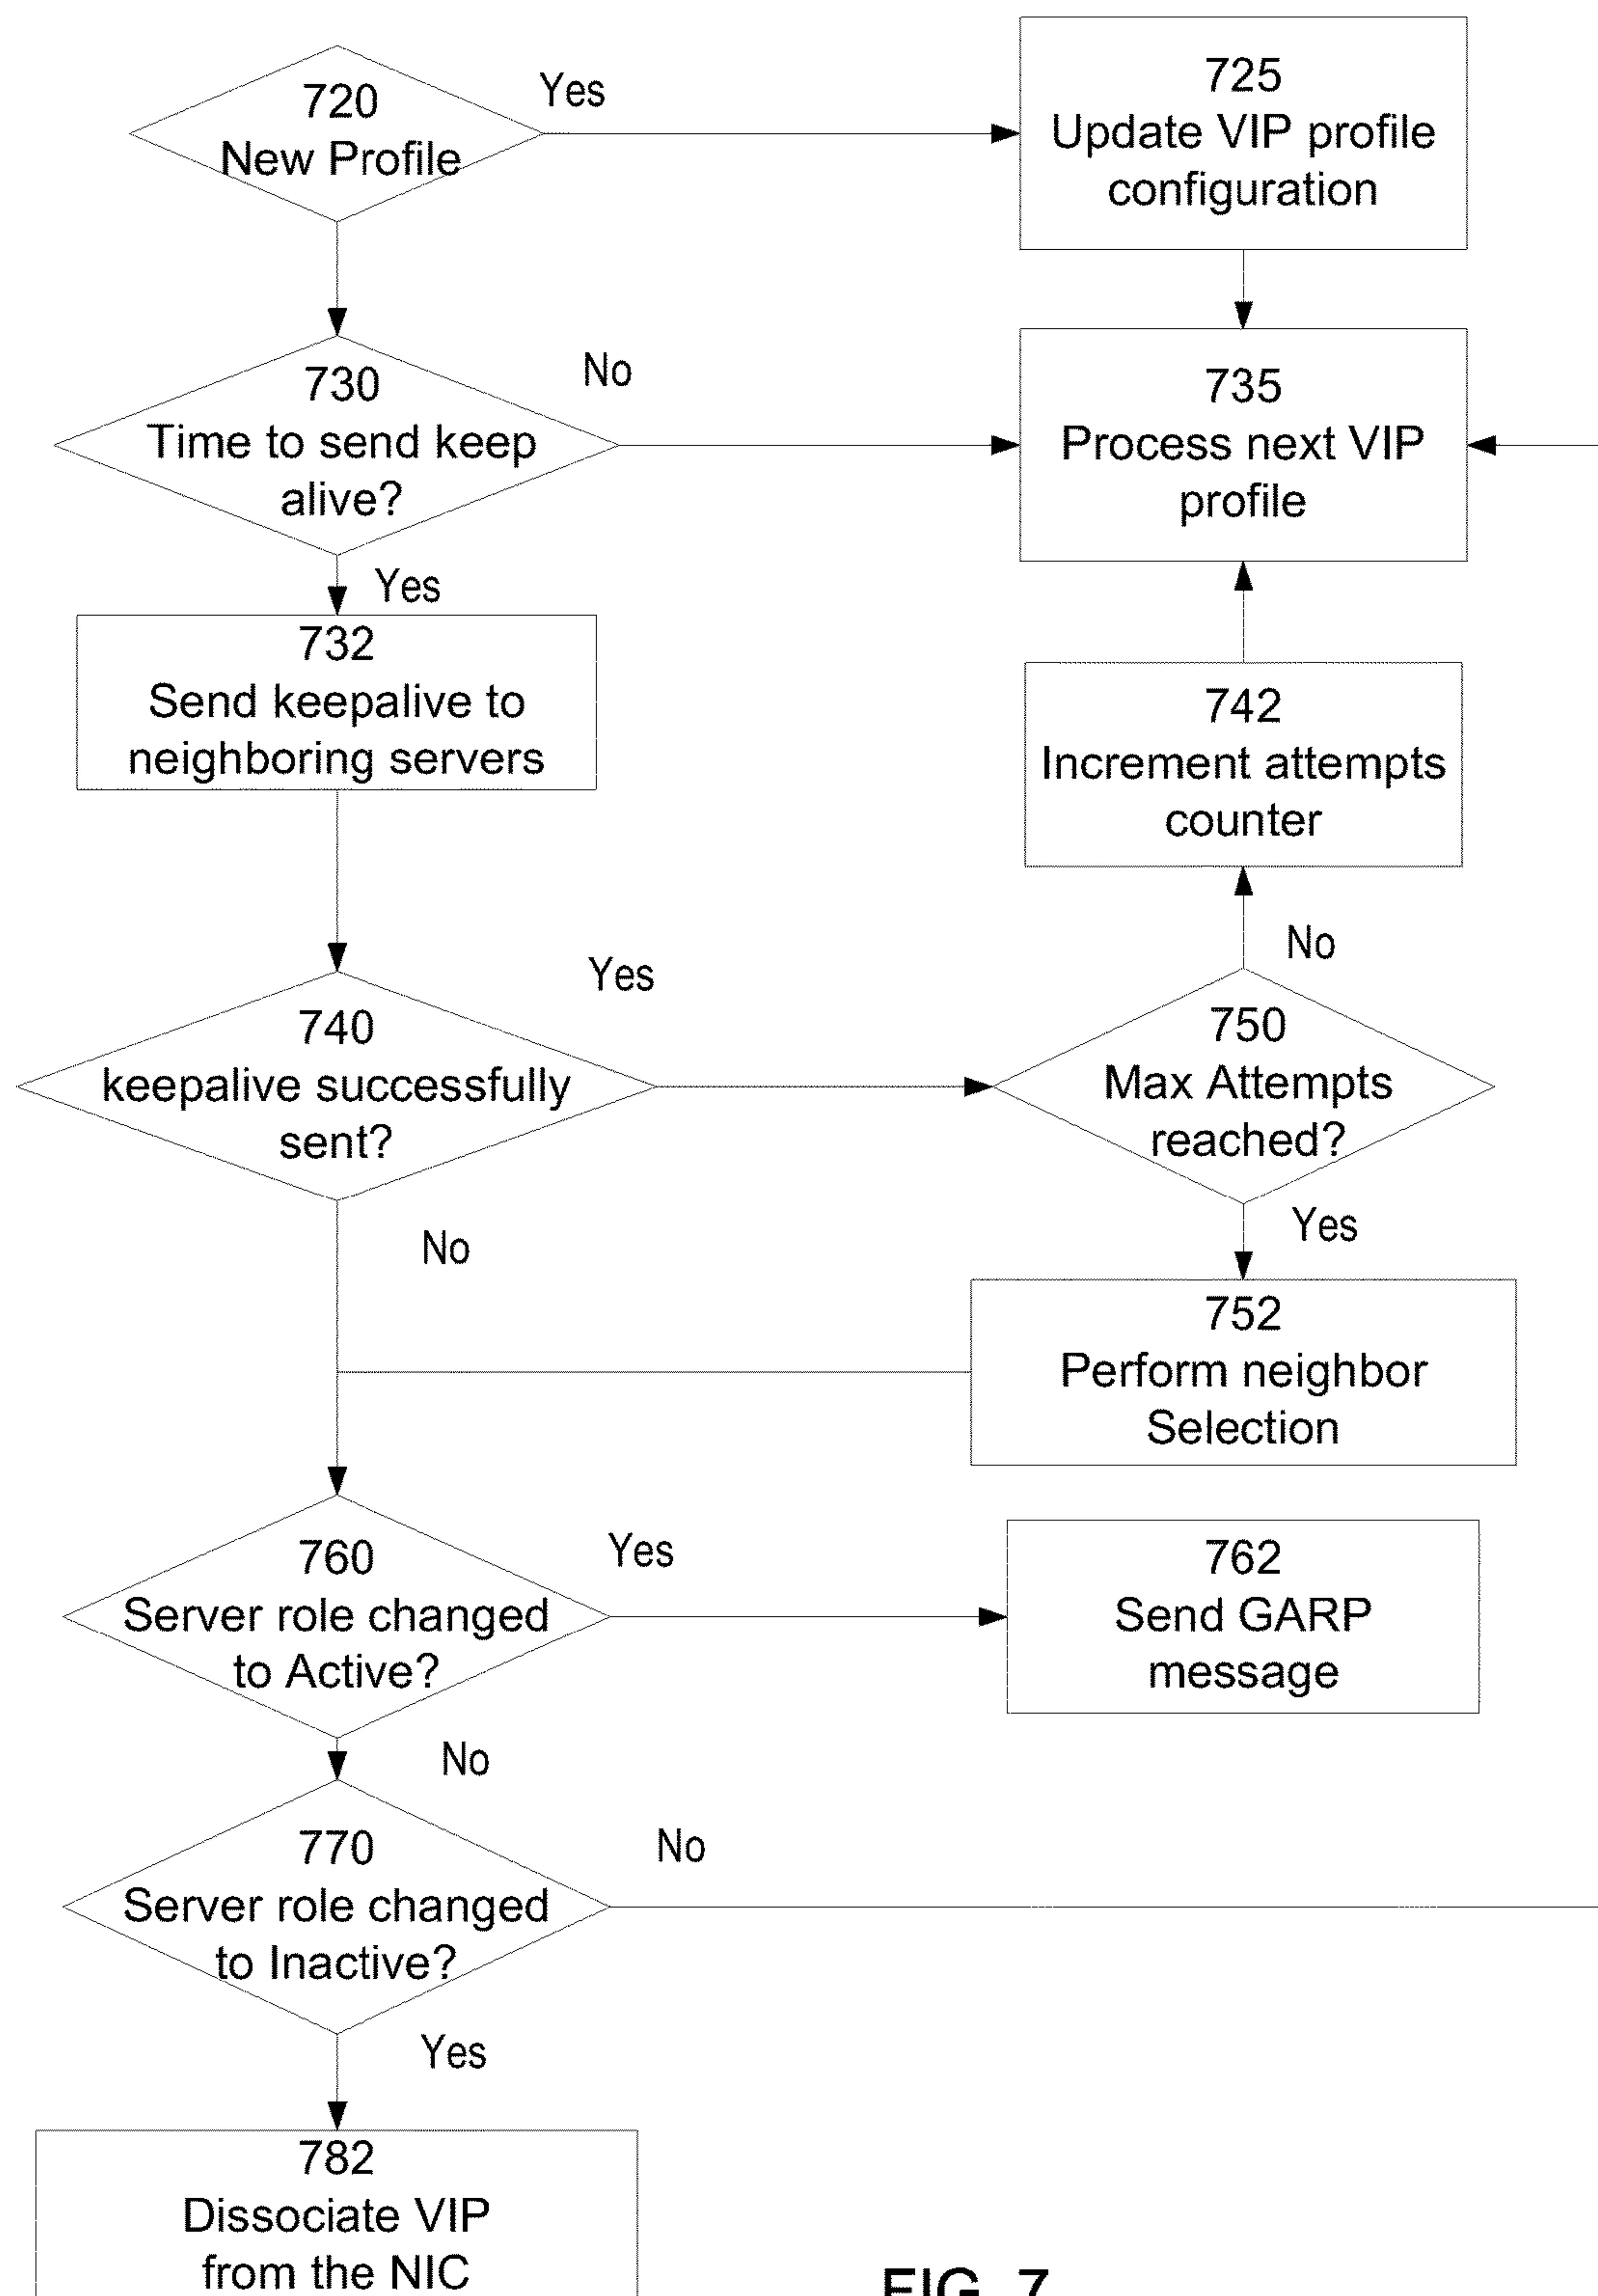 720
New Profile
Yes
725
Update VIP profile
configuration
730
Time to send keep
alive?
No
735
Process next VIP
profile
Yes
732
Send keepalive to
neighboring servers
742
Increment attempts
counter
740
keepalive successfully
sent?
Yes
No
750
Max Attempts
reached?
No
Yes
752
Perform neighbor
Selection
760
Server role changed
to Active?
Yes
762
Send GARP
message
No
770
Server role changed
to Inactive?
No
Yes
782
Dissociate VIP
from the NIC
FIG. 7